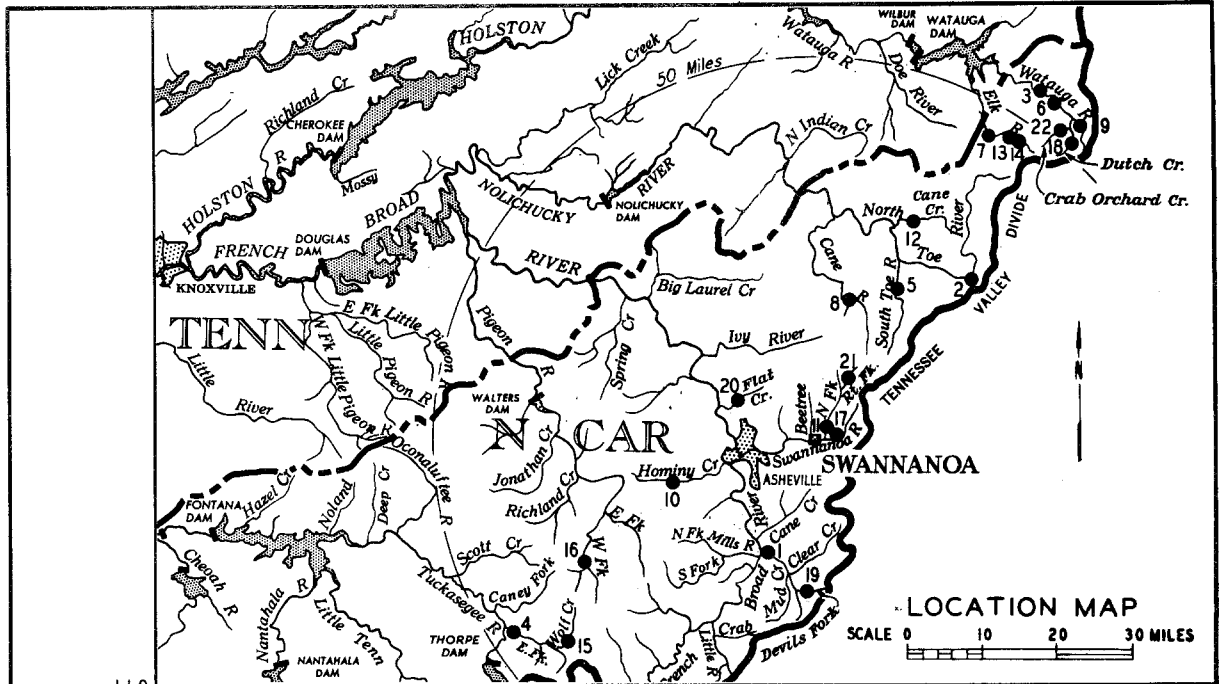 HOLSTON
WILBUR DAM
WATAUGA DAM
Watauga R
Lick Creek
50 Miles
Doe River
Watauga R
3
6
Elk R
Richland Cr
CHEROKEE DAM
N Indian Cr
22
9
7
13
14
18
Dutch Cr.
Mossy
HOLSTON R
BROAD
NOLICHUCKY
RIVER
NOLICHUCKY DAM
Crab Orchard Cr.
North
Cane Cr.
River
12
DIVIDE
FRENCH
DOUGLAS DAM
RIVER
Cane
Toe
KNOXVILLE
Big Laurel Cr
8
R
South Toe R
5
2
VALLEY
TENN
E Fk Little Pigeon R
Little Pigeon R
W Fk Little Pigeon R
Pigeon
R
Spring Cr
Ivy River
Little
River
21
TENNESSEE
WALTERS DAM
20
Flat Cr.
Beetree
N Fk
Rt. Fk.
11
17
N CAR
Swannanoa R
SWANNANOA
Oconaluftee R
Jonathan Cr
Hominy Cr
10
ASHEVILLE
Richland Cr
FONTANA DAM
Hazel Cr
Noland
Deep Cr
E Fk
River
Cane Cr
N Fk Mills R
1
Clear Cr
Scott Cr
16
W Fk
S Fork
Cheoah R
Caney Fork
Broad
Mud Cr
19
Tuckasegee R
Nantahala R
Little Tenn
4
Wolf Cr
15
Crab
Devils Fork
THORPE DAM
E. Fk.
French
Little R
NANTAHALA DAM
N
LOCATION MAP
SCALE 0 10 20 30 MILES